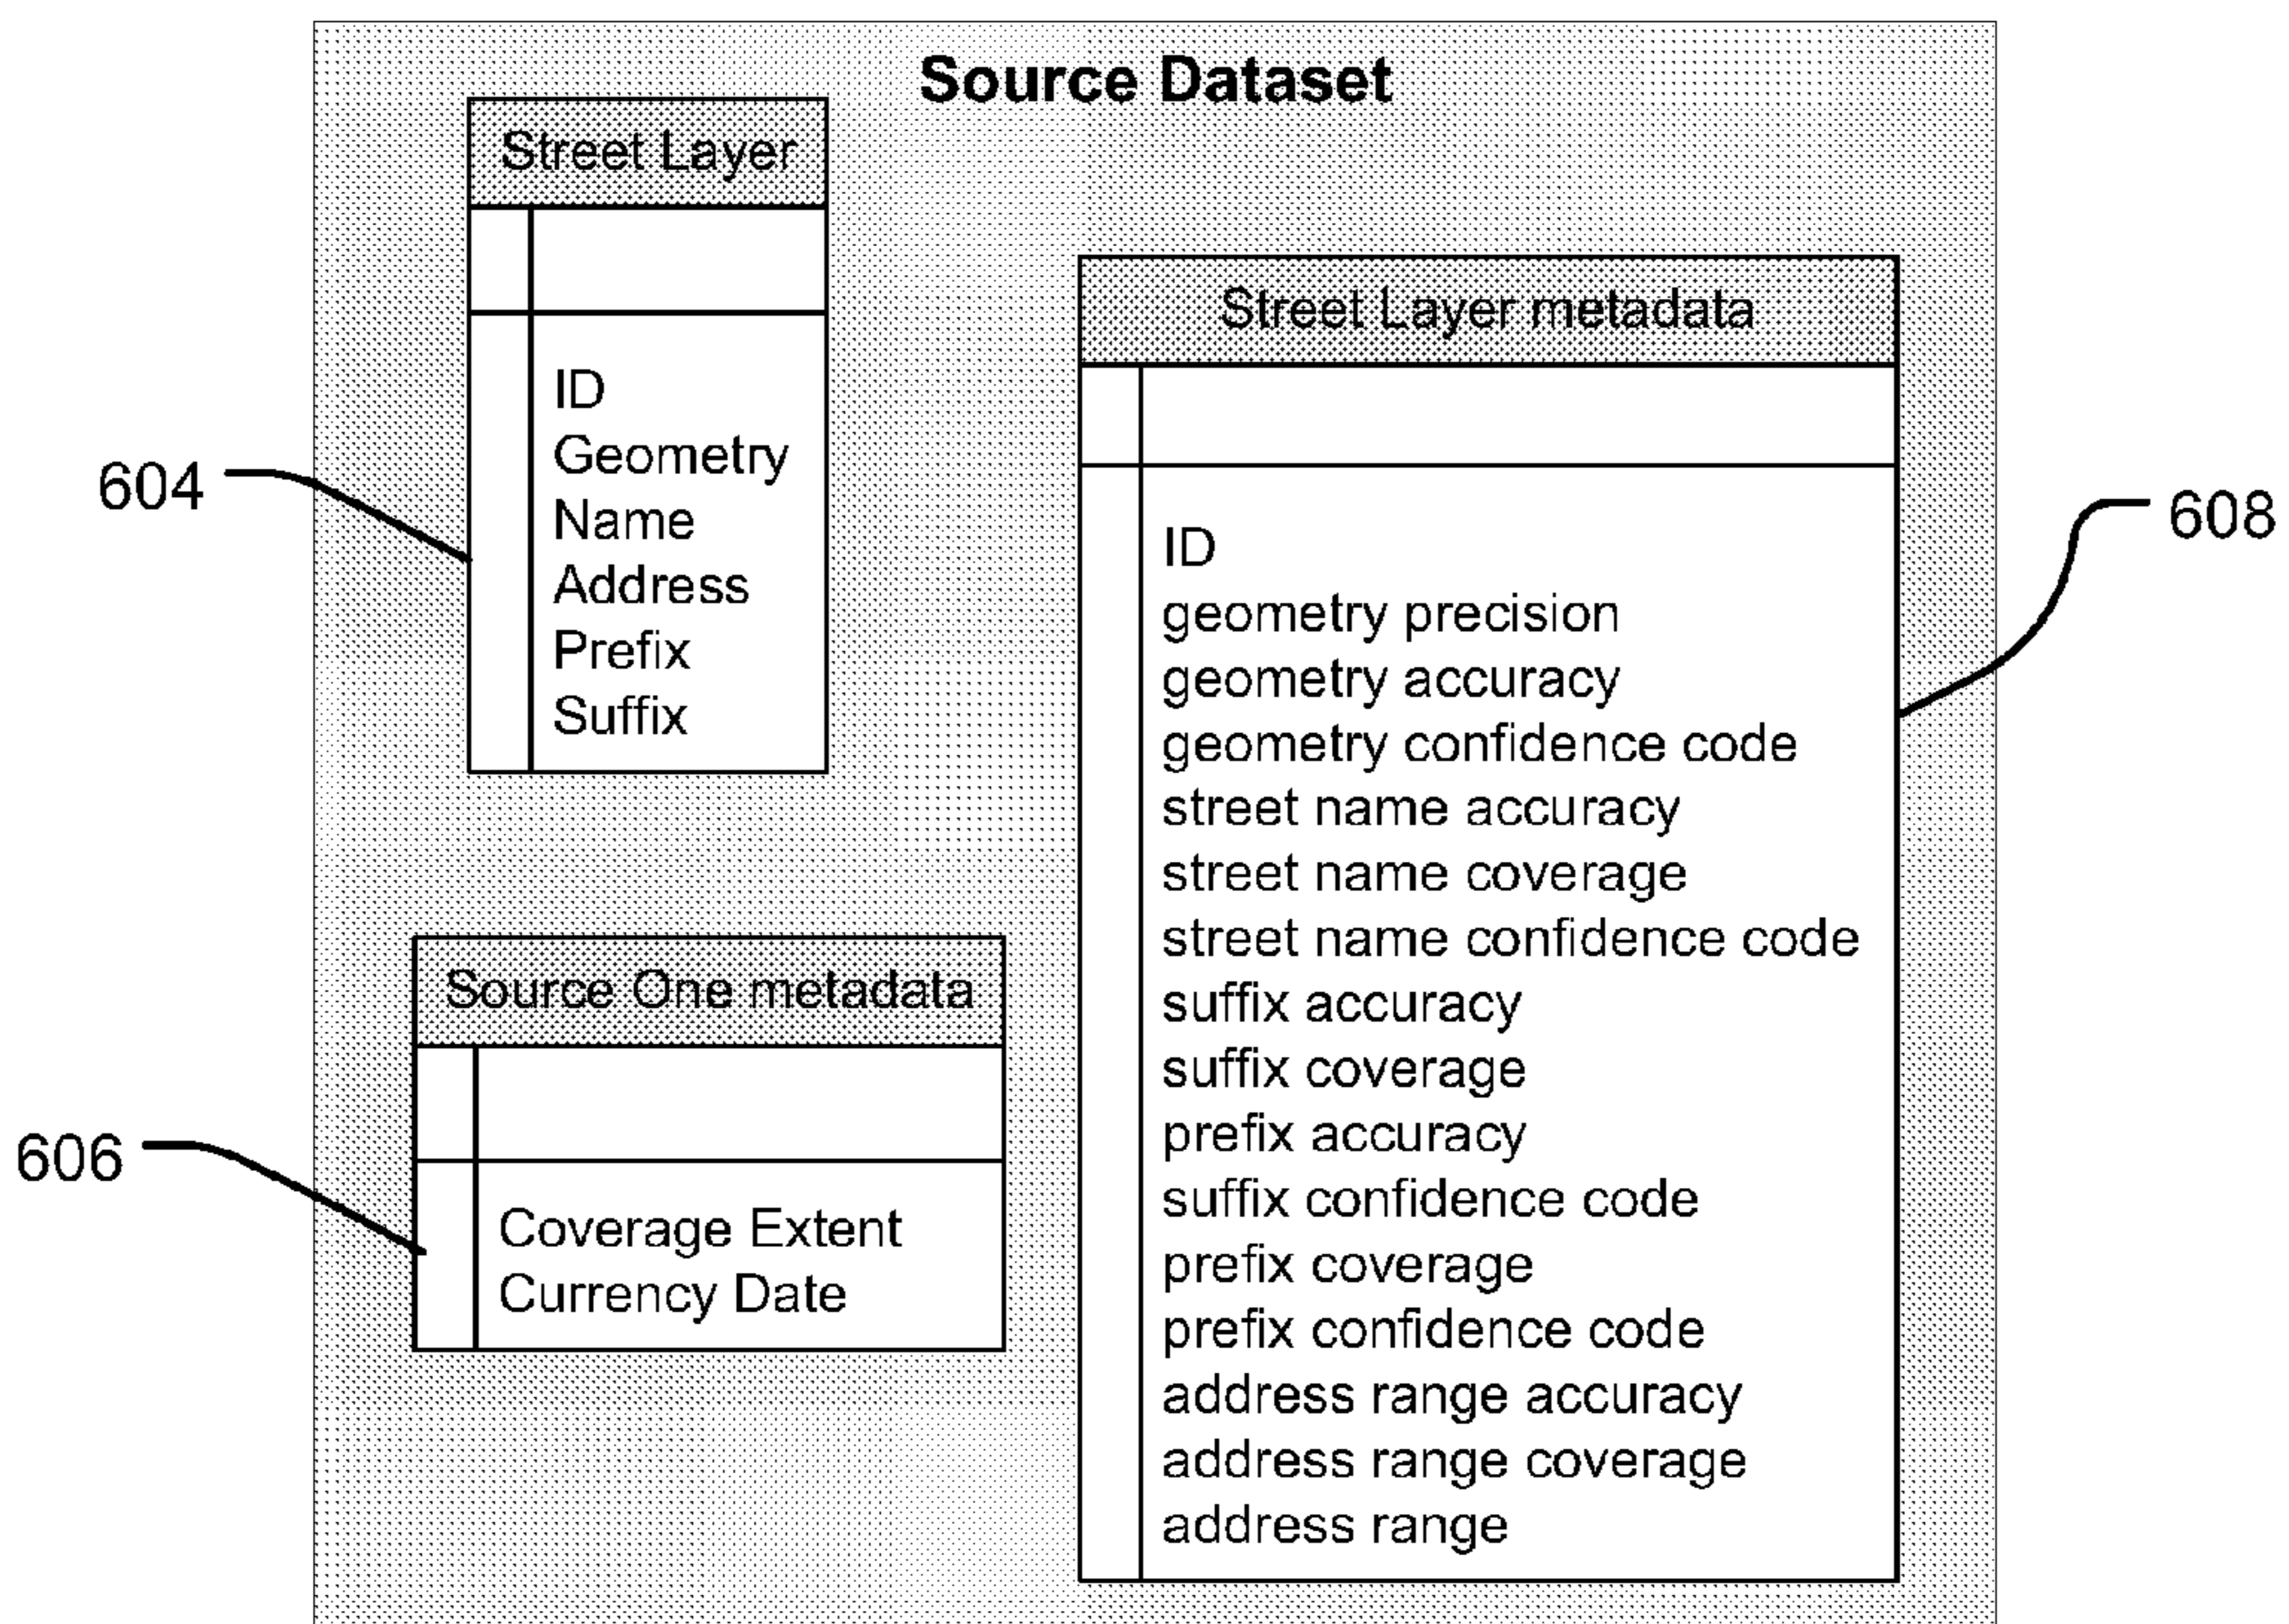 Source Dataset
Street Layer
ID
Geometry
Name
Address
Prefix
Suffix
604
Source One metadata
Coverage Extent
Currency Date
606
Street Layer metadata
ID
geometry precision
geometry accuracy
geometry confidence code
street name accuracy
street name coverage
street name confidence code
suffix accuracy
suffix coverage
prefix accuracy
suffix confidence code
prefix coverage
prefix confidence code
address range accuracy
address range coverage
address range
608